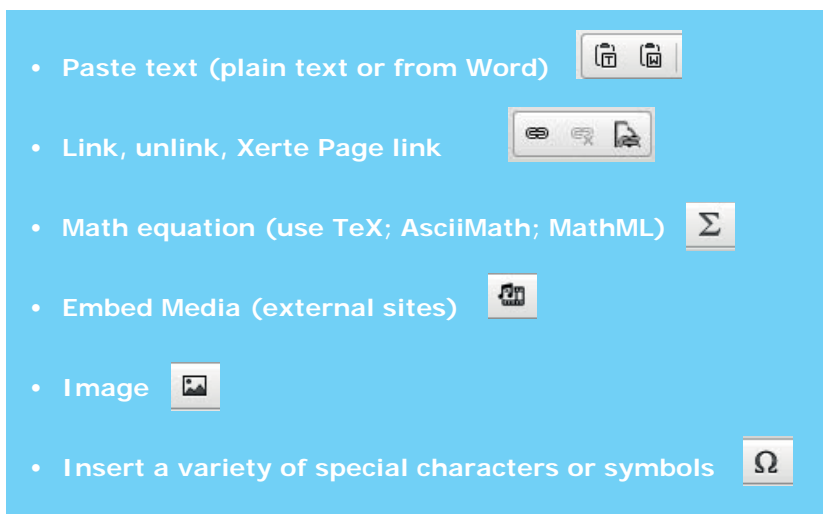 • Paste text (plain text or from Word) T W
• Link, unlink, Xerte Page link
• Math equation (use TeX; AsciiMath; MathML) Σ
• Embed Media (external sites)
• Image
• Insert a variety of special characters or symbols Ω